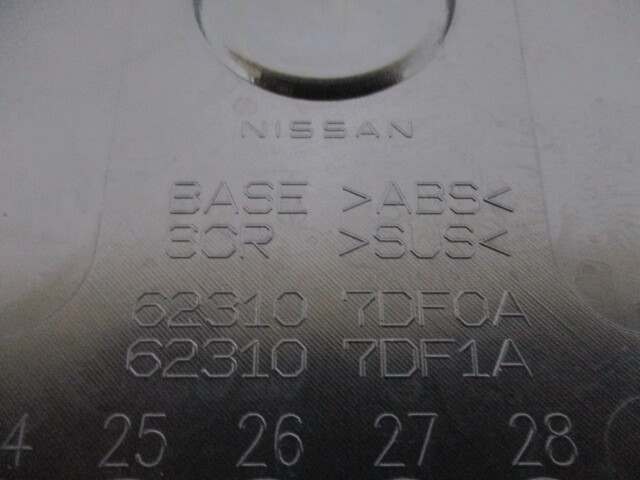 NISSAN
BASE >ABS<
SCR >SUS<
62310 7DF0A
62310 7DF1A
4 25 26 27 28